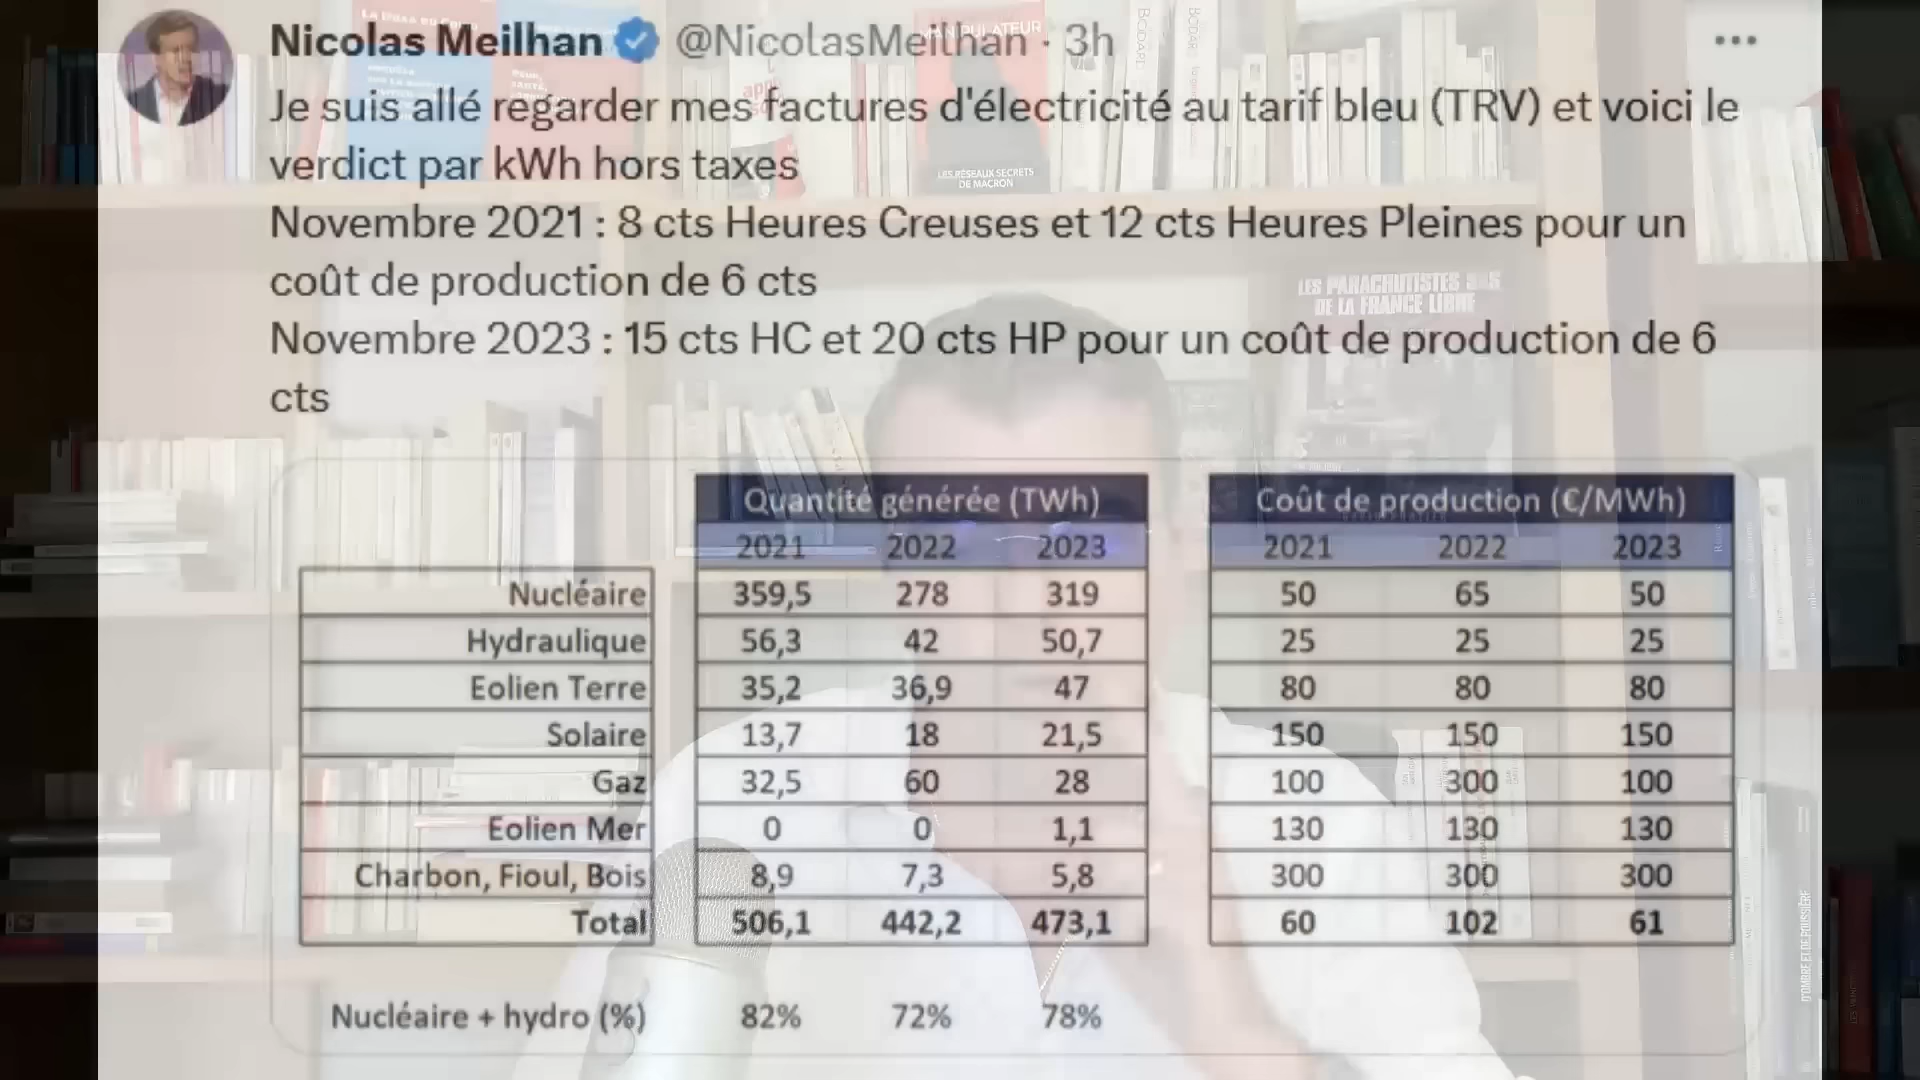 Nicolas Meilhan @NicolasMeilhan · 3h
Je suis allé regarder mes factures d'électricité au tarif bleu (TRV) et voici le
verdict par kWh hors taxes
Novembre 2021 : 8 cts Heures Creuses et 12 cts Heures Pleines pour un
coût de production de 6 cts
Novembre 2023 : 15 cts HC et 20 cts HP pour un coût de production de 6
cts
Quantité générée (TWh) Coût de production (€/MWh)
2021 2022 2023 2021 2022 2023
Nucléaire 359,5 278 319 50 65 50
Hydraulique 56,3 42 50,7 25 25 25
Eolien Terre 35,2 36,9 47 80 80 80
Solaire 13,7 18 21,5 150 150 150
Gaz 32,5 60 28 100 300 100
Eolien Mer 0 0 1,1 130 130 130
Charbon, Fioul, Bois 8,9 7,3 5,8 300 300 300
Total 506,1 442,2 473,1 60 102 61
Nucléaire + hydro (%) 82% 72% 78%
MANIPULATEUR
LES RÉSEAUX SECRETS
DE MACRON
BODARD
BODARD
LES PARACHUTISTES SAS
DE LA FRANCE LIBRE
D'OMBRE ET DE POUSSIÈRE